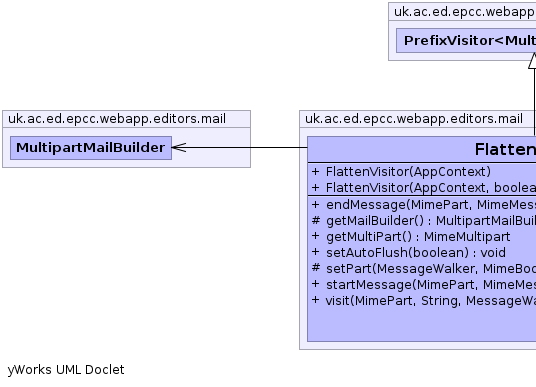 uk.ac.ed.epcc.webapp
PrefixVisitor<Mult
uk.ac.ed.epcc.webapp.editors.mail
MultipartMailBuilder
uk.ac.ed.epcc.webapp.editors.mail
Flatten
+ FlattenVisitor(AppContext)
+ FlattenVisitor(AppContext, boolea
+ endMessage(MimePart, MimeMess
# getMailBuilder() : MultipartMailBuil
+ getMultiPart() : MimeMultipart
+ setAutoFlush(boolean) : void
# setPart(MessageWalker, MimeBod
+ startMessage(MimePart, MimeMes
+ visit(MimePart, String, MessageWa
yWorks UML Doclet